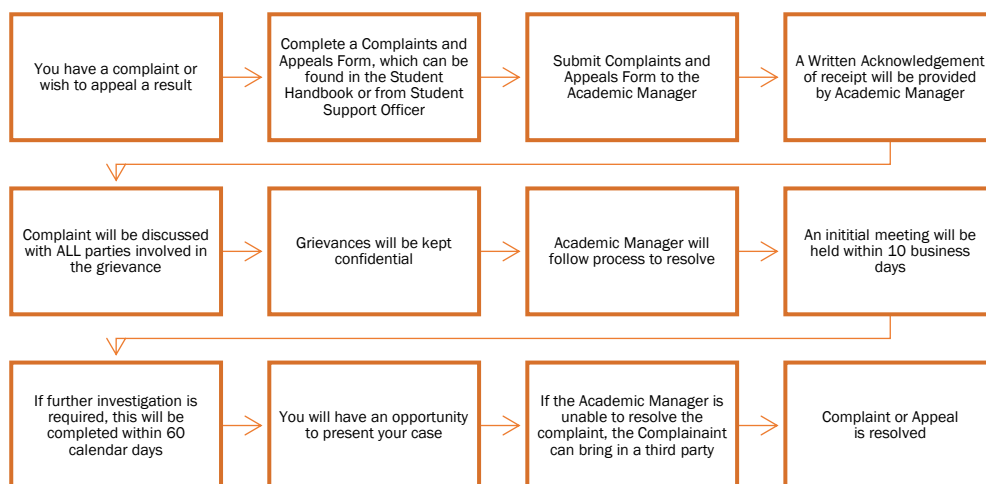 You have a complaint or
wish to appeal a result
Complete a Complaints and
Appeals Form, which can be
found in the Student
Handbook or from Student
Support Officer
Submit Complaints and
Appeals Form to the
Academic Manager
A Written Acknowledgement
of receipt will be provided
by Academic Manager
Complaint will be discussed
with ALL parties involved in
the grievance
Grievances will be kept
confidential
Academic Manager will
follow process to resolve
An inititial meeting will be
held within 10 business
days
If further investigation is
required, this will be
completed within 60
calendar days
You will have an opportunity
to present your case
If the Academic Manager is
unable to resolve the
complaint, the Complainaint
can bring in a third party
Complaint or Appeal
is resolved